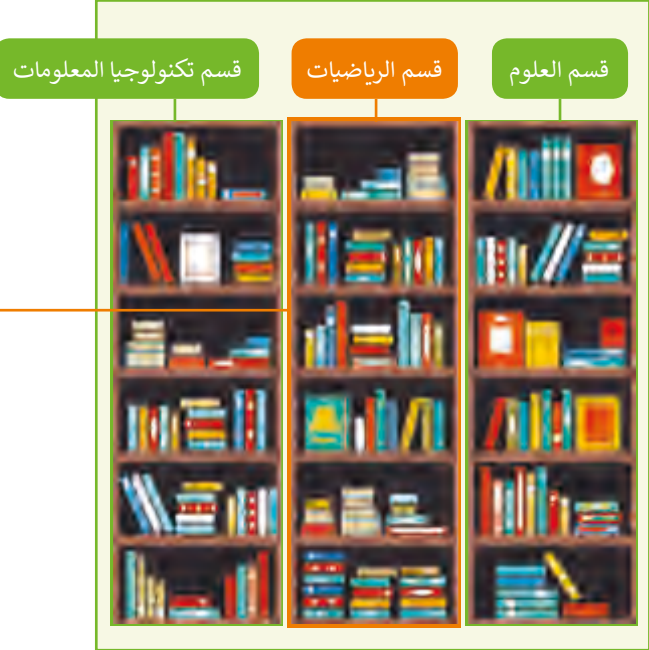 قسم العلوم
قسم الرياضيات
قسم تكنولوجيا المعلومات